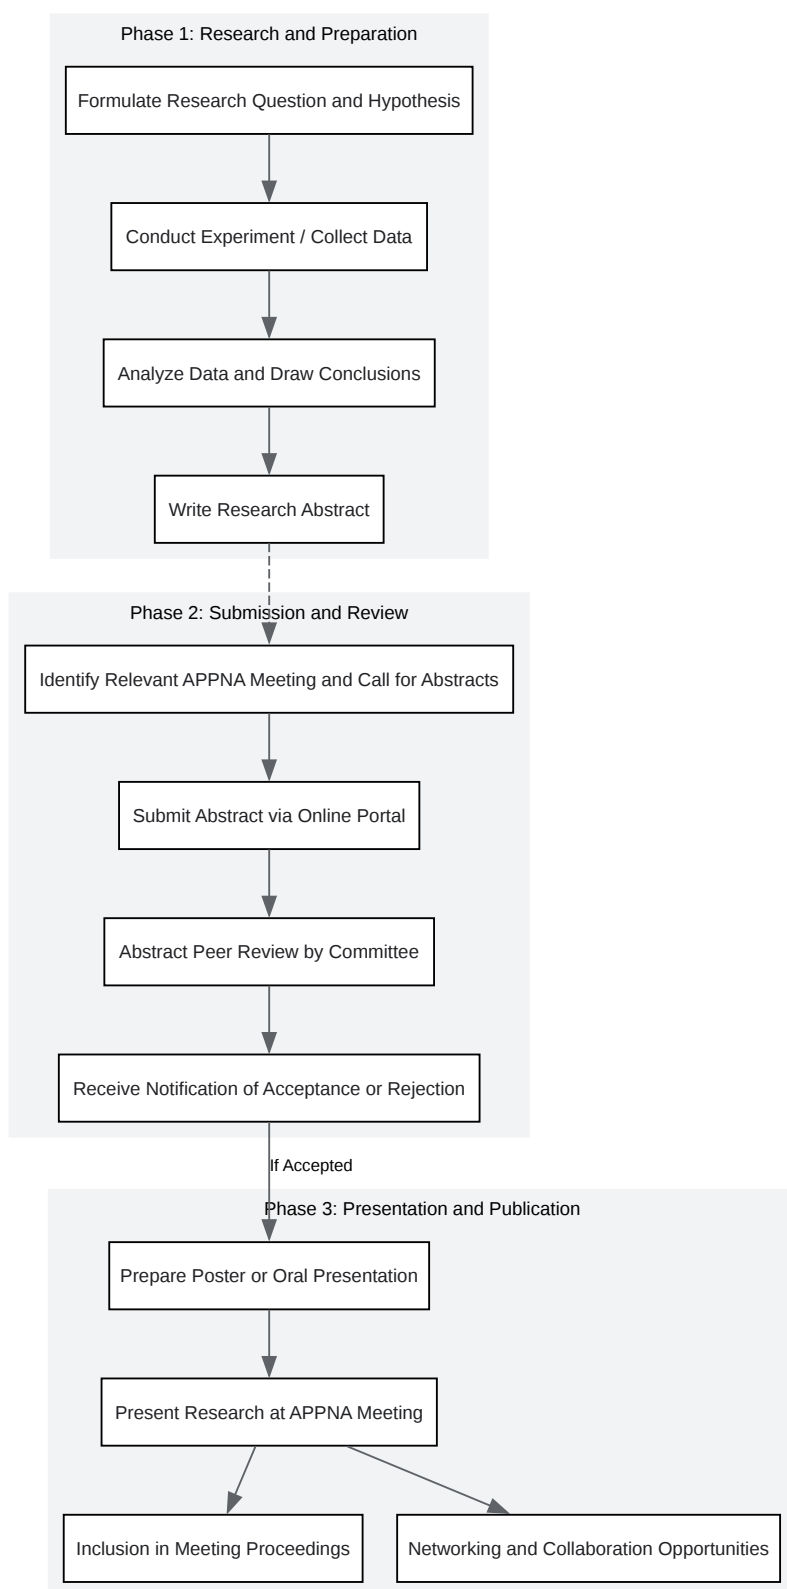 Phase 1: Research and Preparation
Formulate Research Question and Hypothesis
Conduct Experiment / Collect Data
Analyze Data and Draw Conclusions
Write Research Abstract
Phase 2: Submission and Review
Identify Relevant APPNA Meeting and Call for Abstracts
Submit Abstract via Online Portal
Abstract Peer Review by Committee
Receive Notification of Acceptance or Rejection
If Accepted
Phase 3: Presentation and Publication
Prepare Poster or Oral Presentation
Present Research at APPNA Meeting
Inclusion in Meeting Proceedings
Networking and Collaboration Opportunities